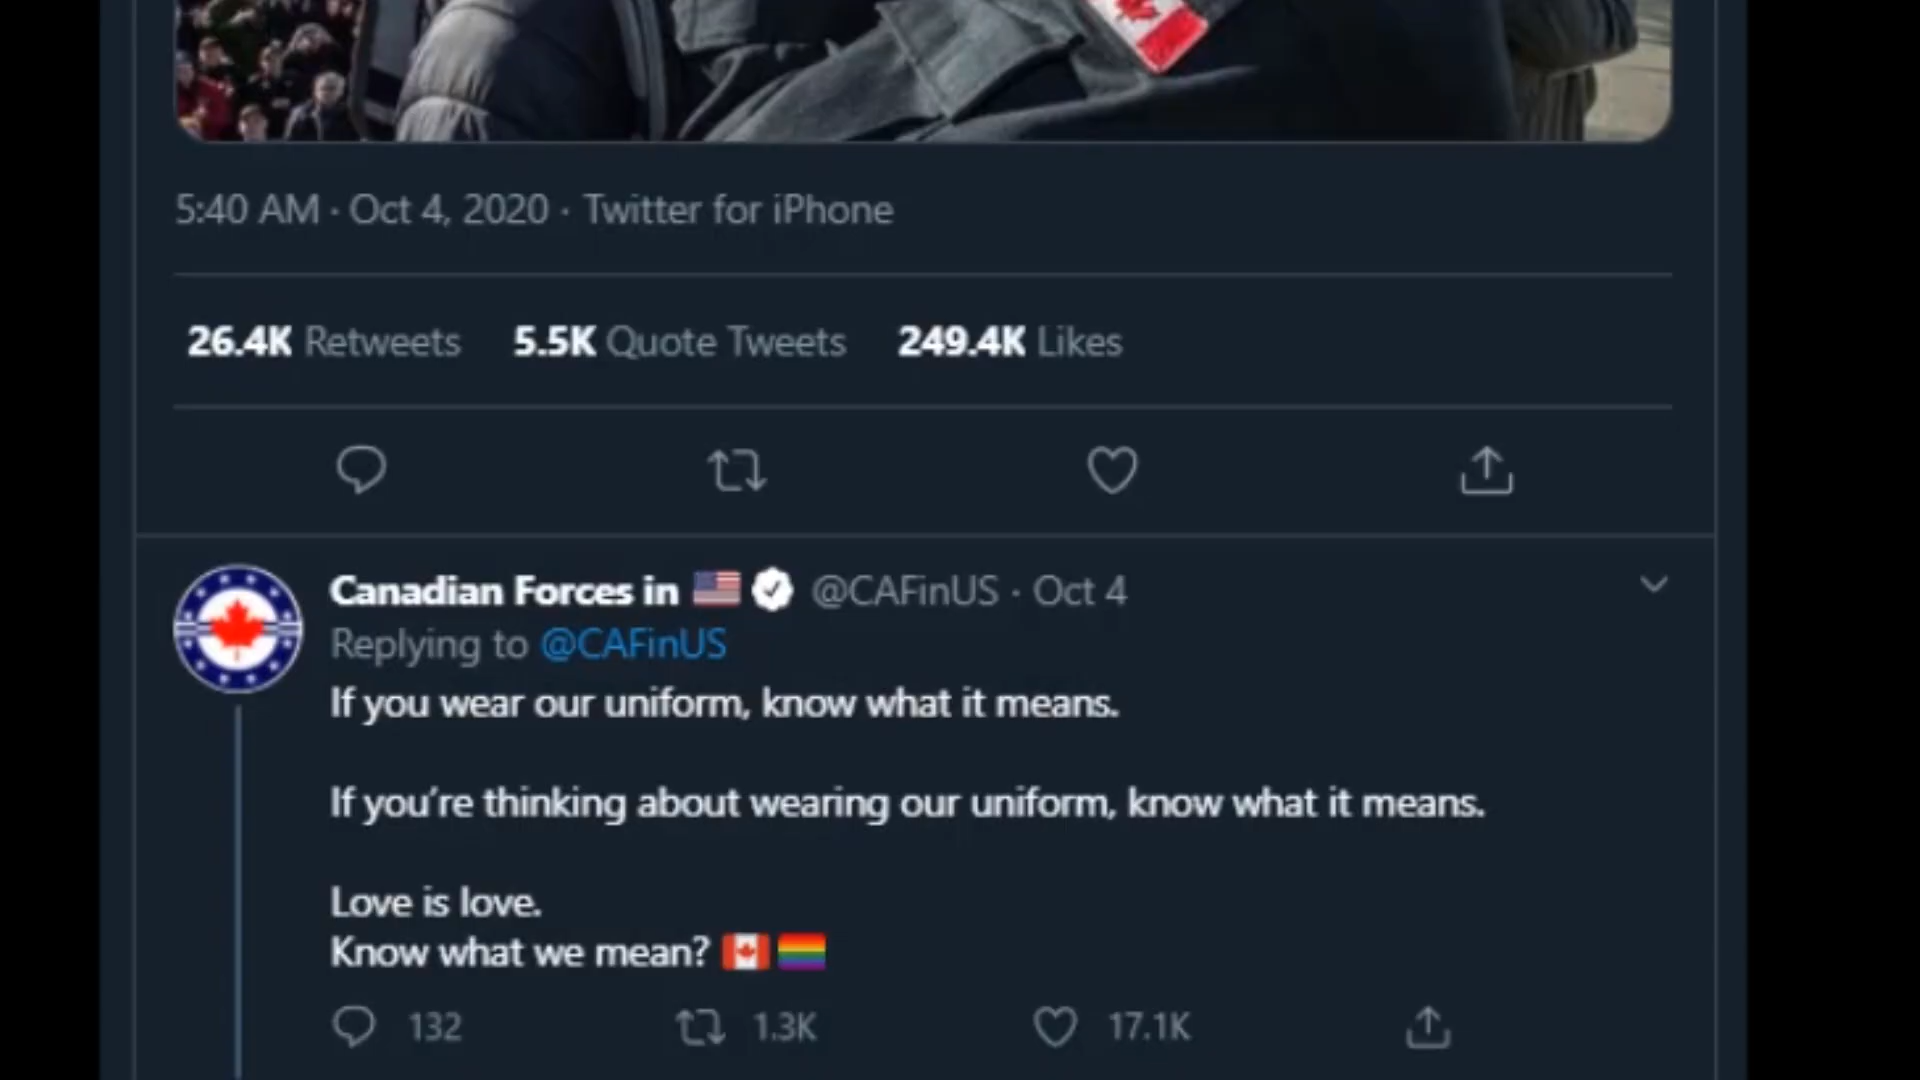 5:40 AM · Oct 4, 2020 · Twitter for iPhone
26.4K Retweets 5.5K Quote Tweets 249.4K Likes
Canadian Forces in 🇺🇸 @CAFinUS · Oct 4
Replying to @CAFinUS
If you wear our uniform, know what it means.
If you’re thinking about wearing our uniform, know what it means.
Love is love.
Know what we mean? 🇨🇦🏳️‍🌈
132 1.3K 17.1K